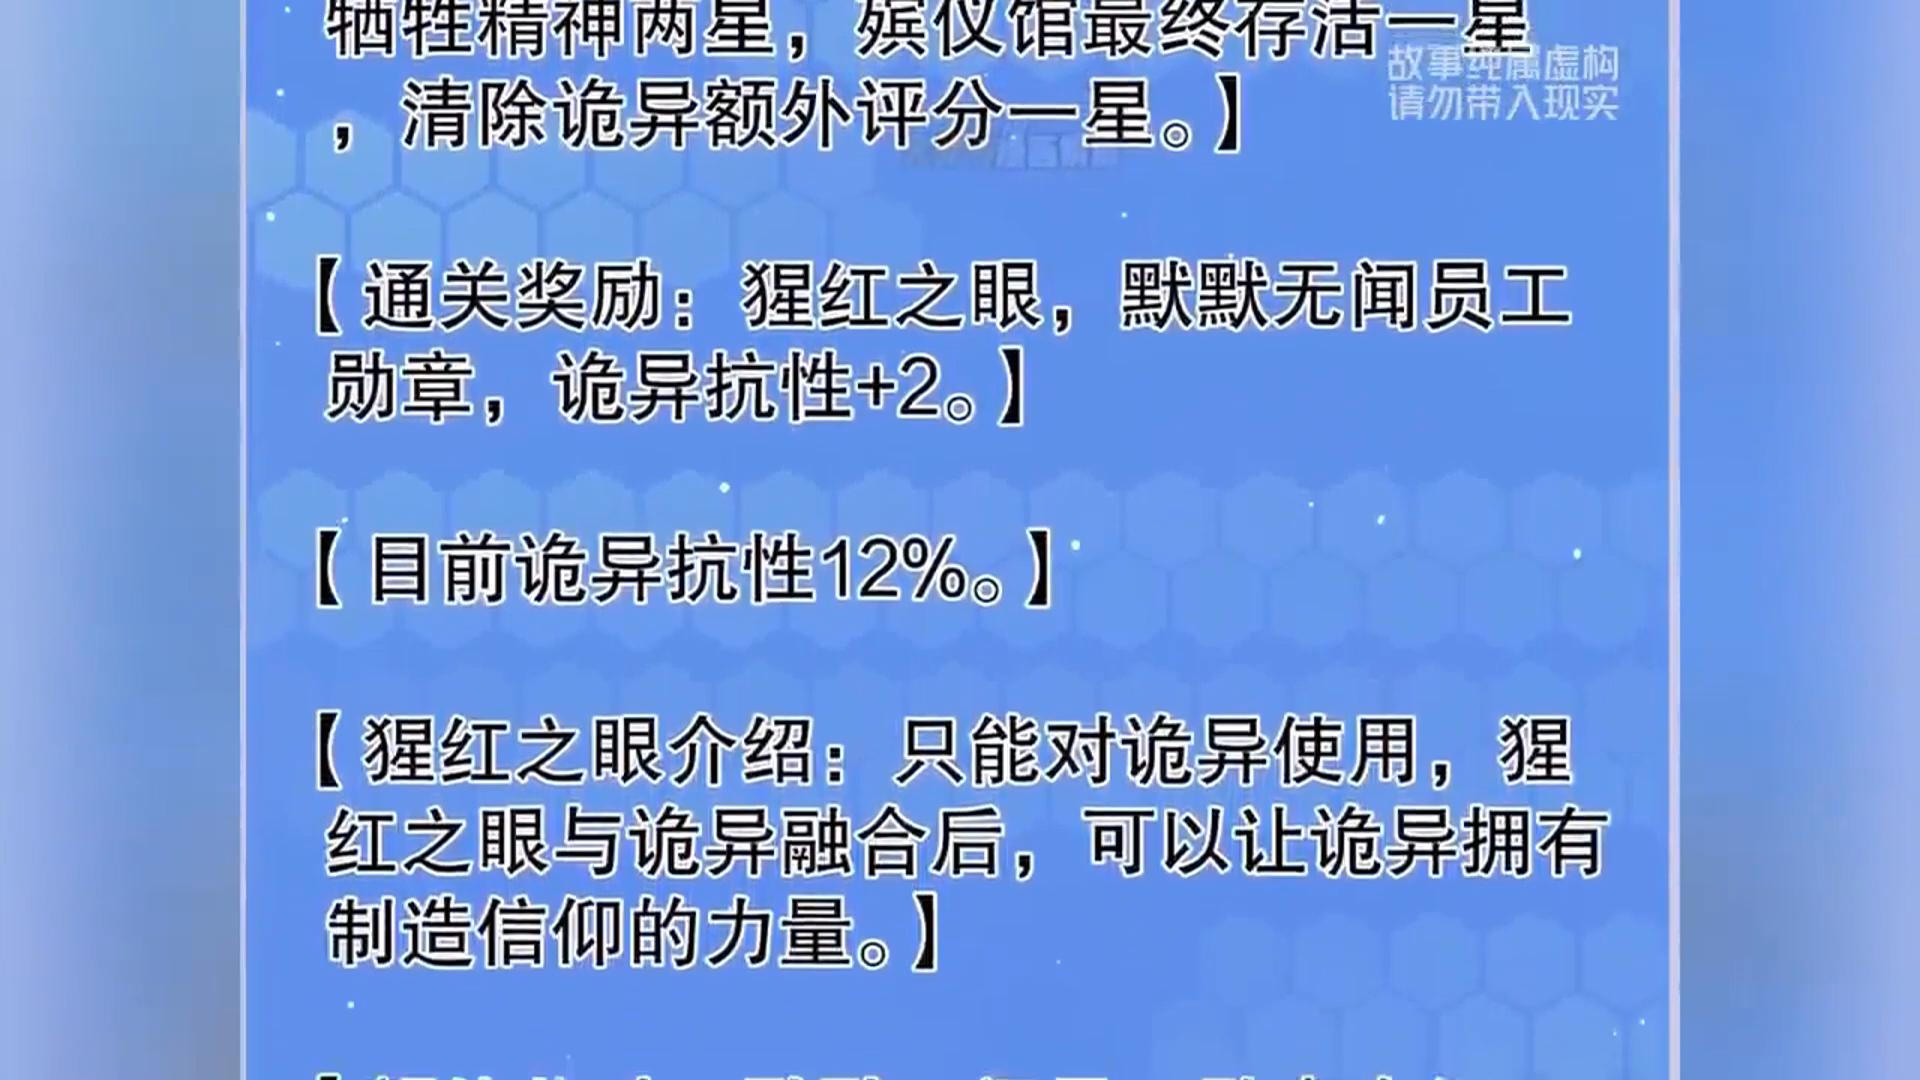 牺牲精神两星，殡仪馆最终存活一星
，清除诡异额外评分一星。】
故事纯属虚构
请勿带入现实
【通关奖励：猩红之眼，默默无闻员工
勋章，诡异抗性+2。】
【目前诡异抗性12%。】
【猩红之眼介绍：只能对诡异使用，猩
红之眼与诡异融合后，可以让诡异拥有
制造信仰的力量。】